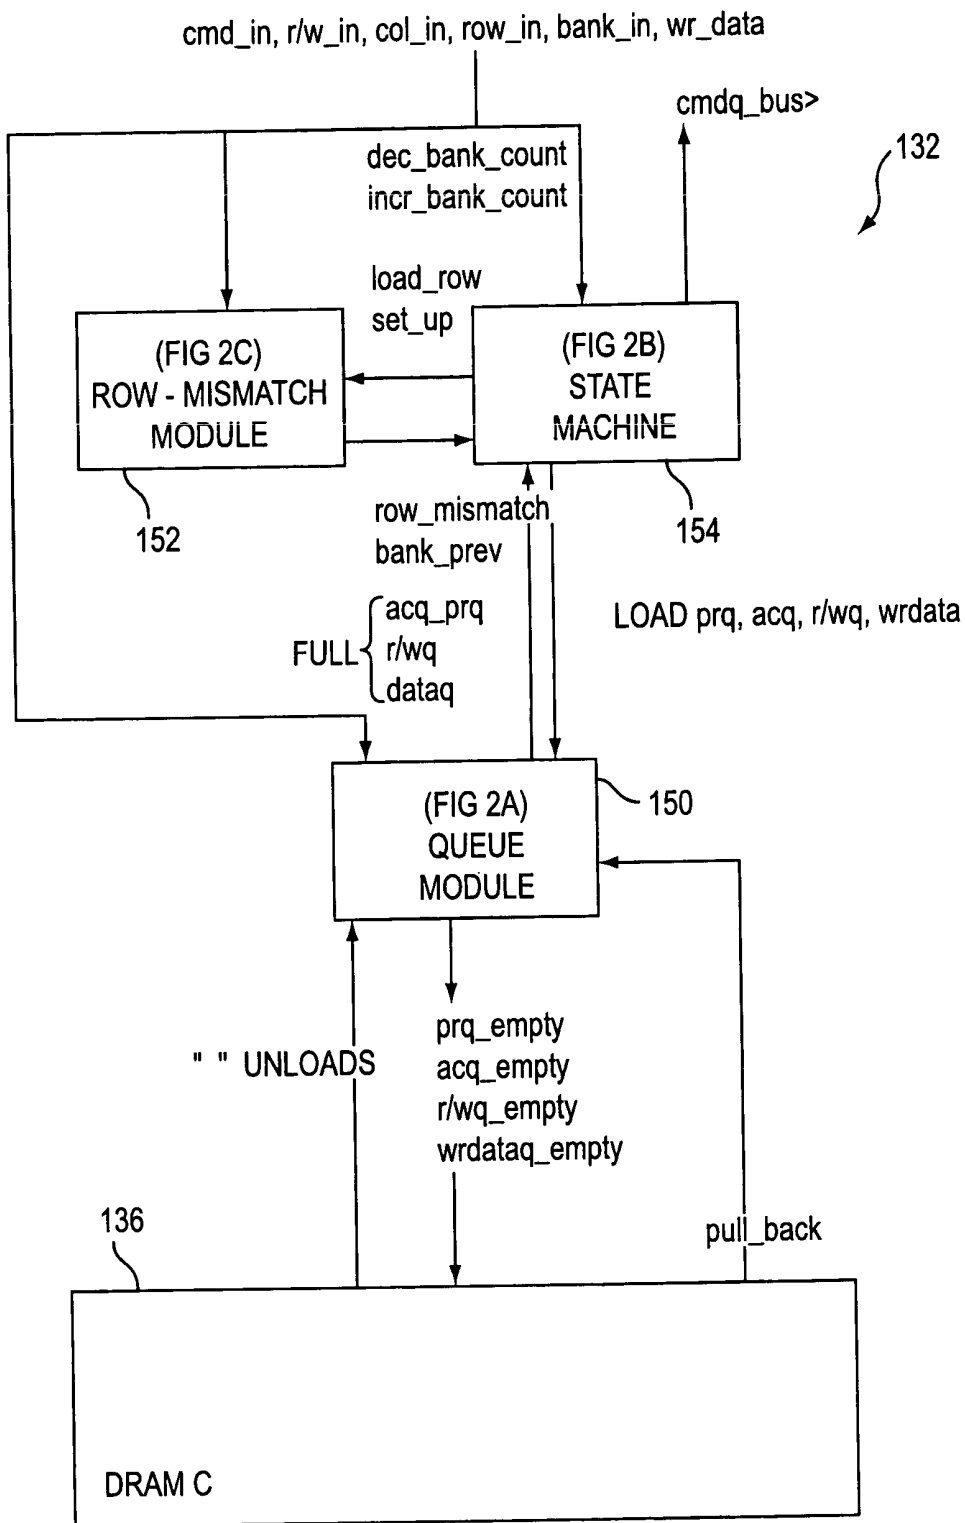 cmd_in, r/w_in, col_in, row_in, bank_in, wr_data
cmdq_bus>
132
dec_bank_count
incr_bank_count
load_row
set_up
(FIG 2C)
ROW - MISMATCH
MODULE
(FIG 2B)
STATE
MACHINE
152
154
row_mismatch
bank_prev
FULL
acq_prq
r/wq
dataq
LOAD prq, acq, r/wq, wrdata
(FIG 2A)
QUEUE
MODULE
150
" " UNLOADS
prq_empty
acq_empty
r/wq_empty
wrdataq_empty
pull_back
136
DRAM C